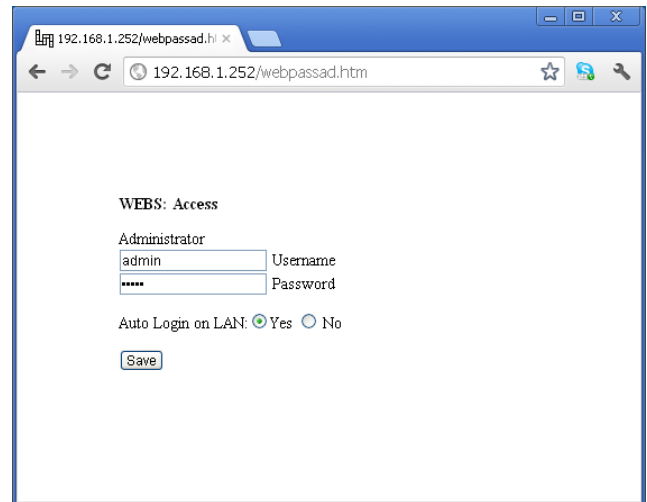 192.168.1.252/webpassad.h
192.168.1.252/webpassad.htm
WEBS: Access
Administrator
admin Username
••••• Password
Auto Login on LAN: Yes No
Save